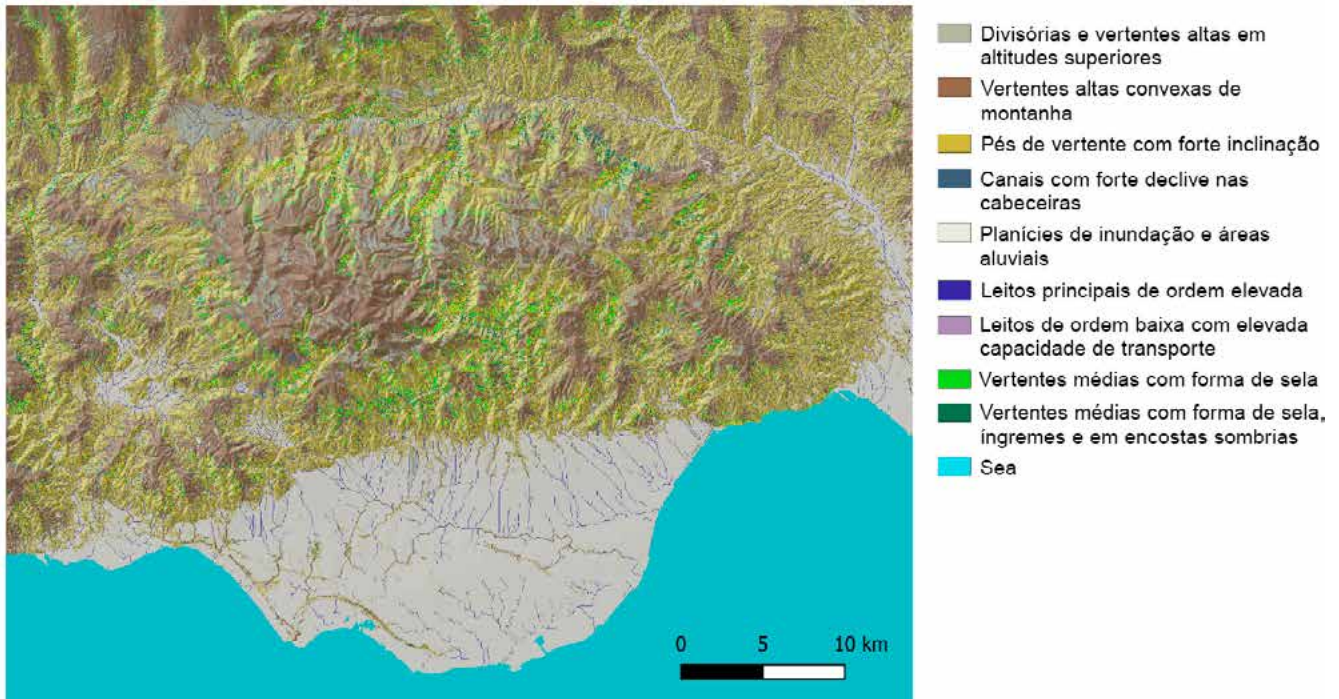 Divisórias e vertentes altas em
altitudes superiores
Vertentes altas convexas de
montanha
Pés de vertente com forte inclinação
Canais com forte declive nas
cabeceiras
Planícies de inundação e áreas
aluviais
Leitos principais de ordem elevada
Leitos de ordem baixa com elevada
capacidade de transporte
Vertentes médias com forma de sela
Vertentes médias com forma de sela,
íngremes e em encostas sombrias
Sea
0 5 10 km